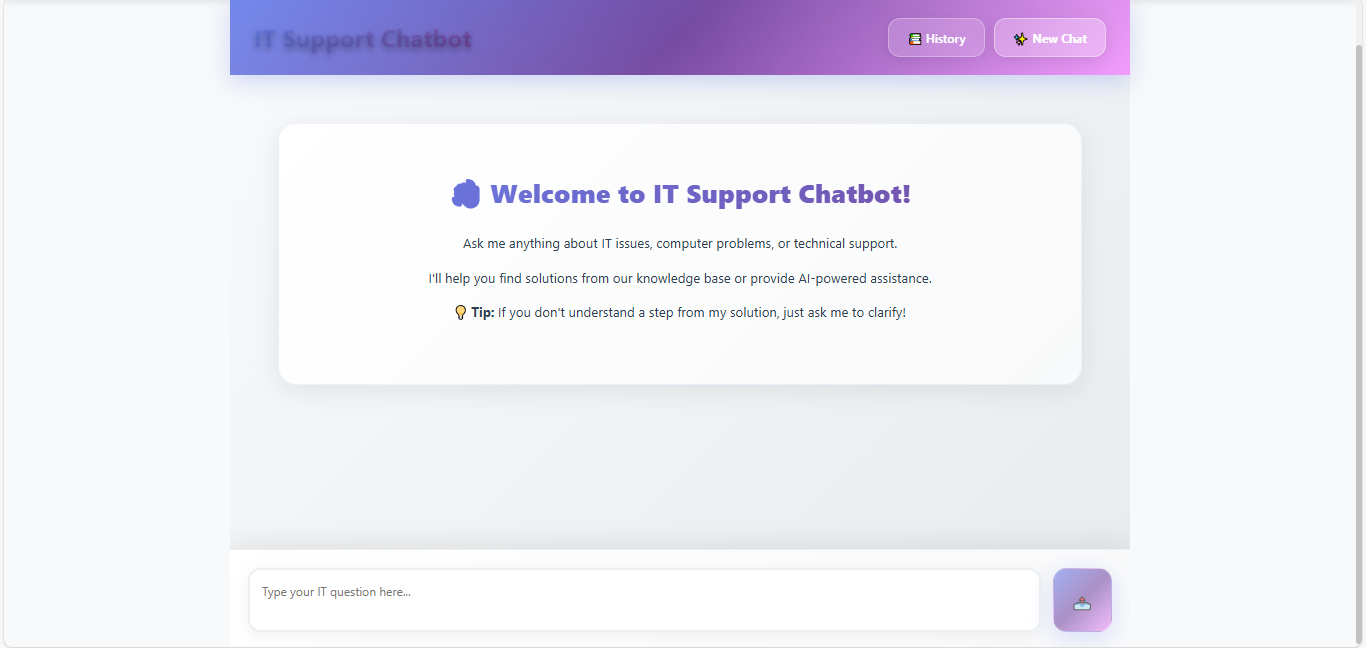 IT Support Chatbot
📚 History
✨ New Chat
Welcome to IT Support Chatbot!
Ask me anything about IT issues, computer problems, or technical support.
I'll help you find solutions from our knowledge base or provide AI-powered assistance.
💡 Tip: If you don't understand a step from my solution, just ask me to clarify!
Type your IT question here...